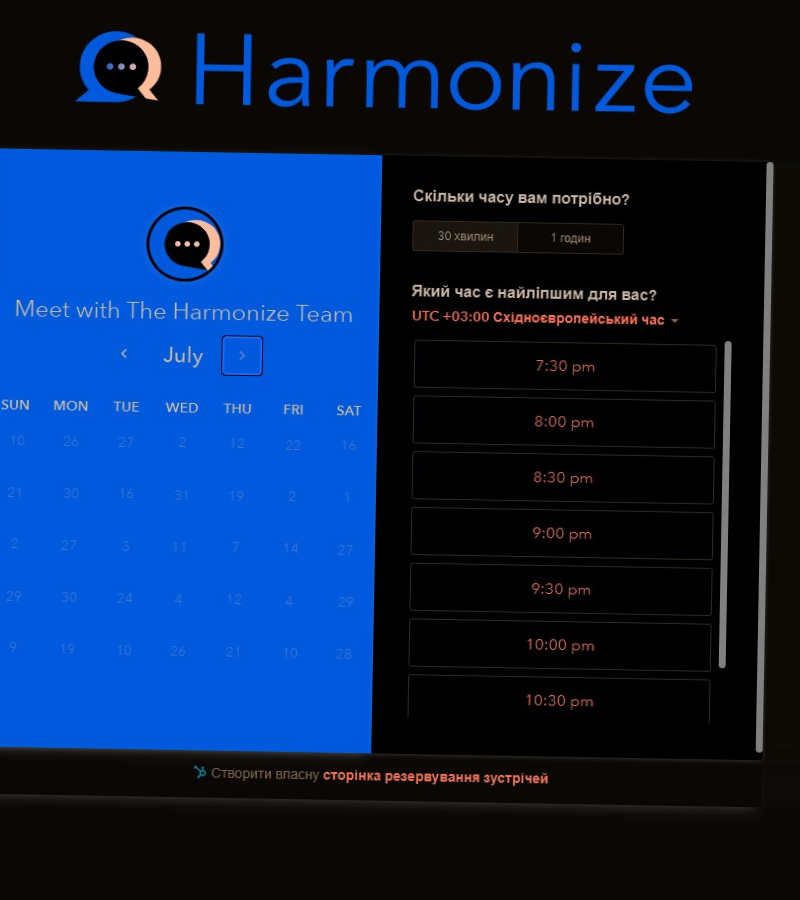 Harmonize
Meet with The Harmonize Team
July
SUN MON TUE WED THU FRI SAT
10 26 27 2 12 22 16
21 30 16 31 19 2 1
2 27 3 11 7 14 27
29 30 24 4 12 4 29
9 19 10 26 21 10 28
Скільки часу вам потрібно?
30 хвилин 1 годин
Який час є найліпшим для вас?
UTC +03:00 Східноєвропейський час
7:30 pm
8:00 pm
8:30 pm
9:00 pm
9:30 pm
10:00 pm
10:30 pm
Створити власну сторінка резервування зустрічей